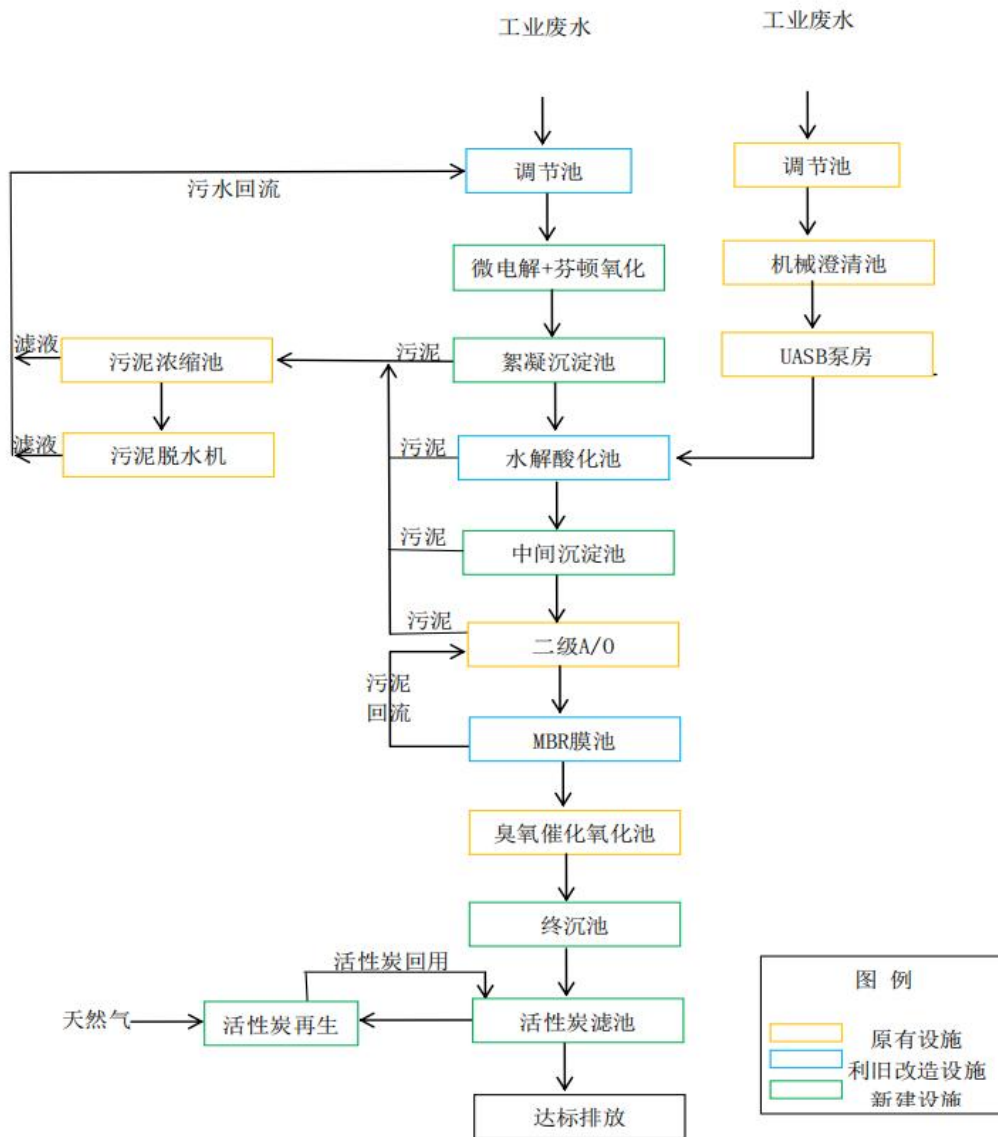 工业废水
工业废水
调节池
调节池
污水回流
微电解+芬顿氧化
机械澄清池
滤液
污泥浓缩池
污泥
絮凝沉淀池
UASB泵房
滤液
污泥脱水机
污泥
水解酸化池
污泥
中间沉淀池
污泥
二级A/O
污泥
回流
MBR膜池
臭氧催化氧化池
终沉池
活性炭回用
天然气
活性炭再生
活性炭滤池
达标排放
图 例
原有设施
利旧改造设施
新建设施